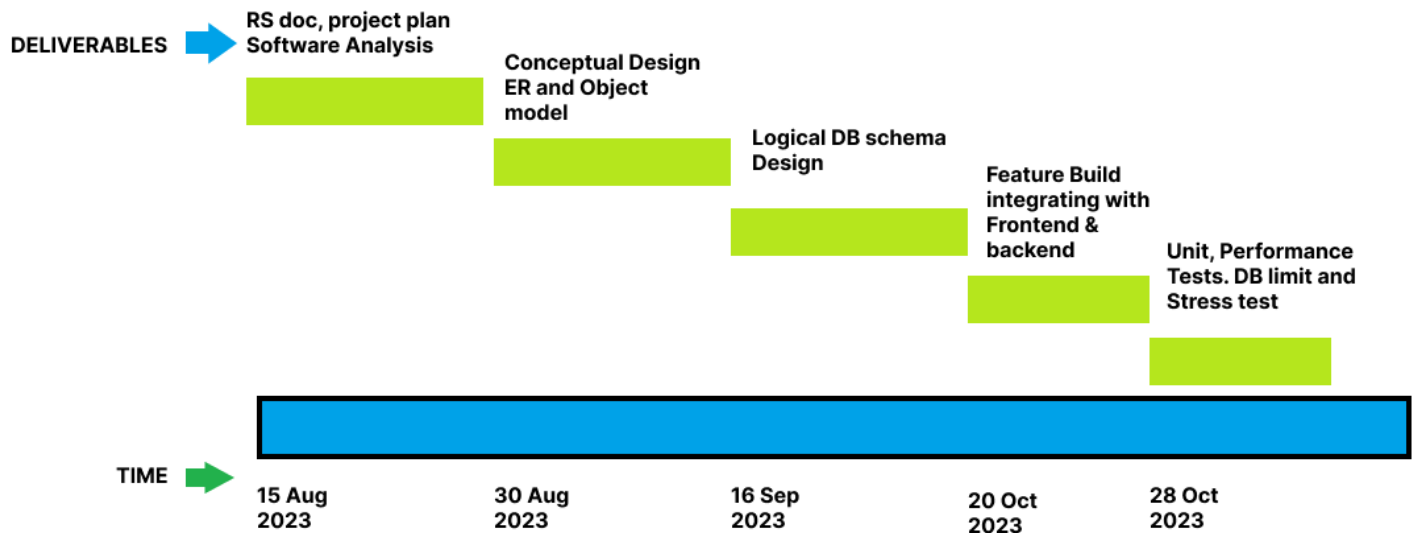 DELIVERABLES
RS doc, project plan
Software Analysis
Conceptual Design
ER and Object
model
Logical DB schema
Design
Feature Build
integrating with
Frontend &
backend
Unit, Performance
Tests. DB limit and
Stress test
TIME
15 Aug
2023
30 Aug
2023
16 Sep
2023
20 Oct
2023
28 Oct
2023